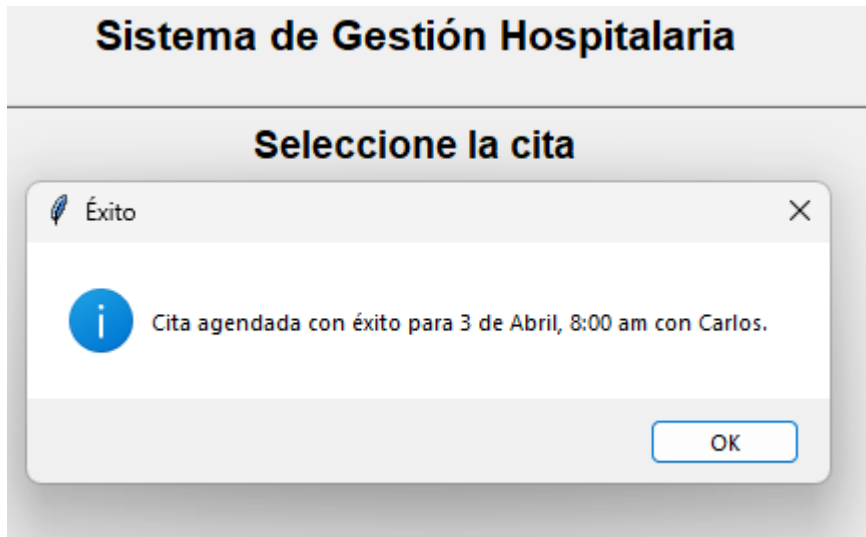 Sistema de Gestión Hospitalaria
Seleccione la cita
Éxito
Cita agendada con éxito para 3 de Abril, 8:00 am con Carlos.
OK